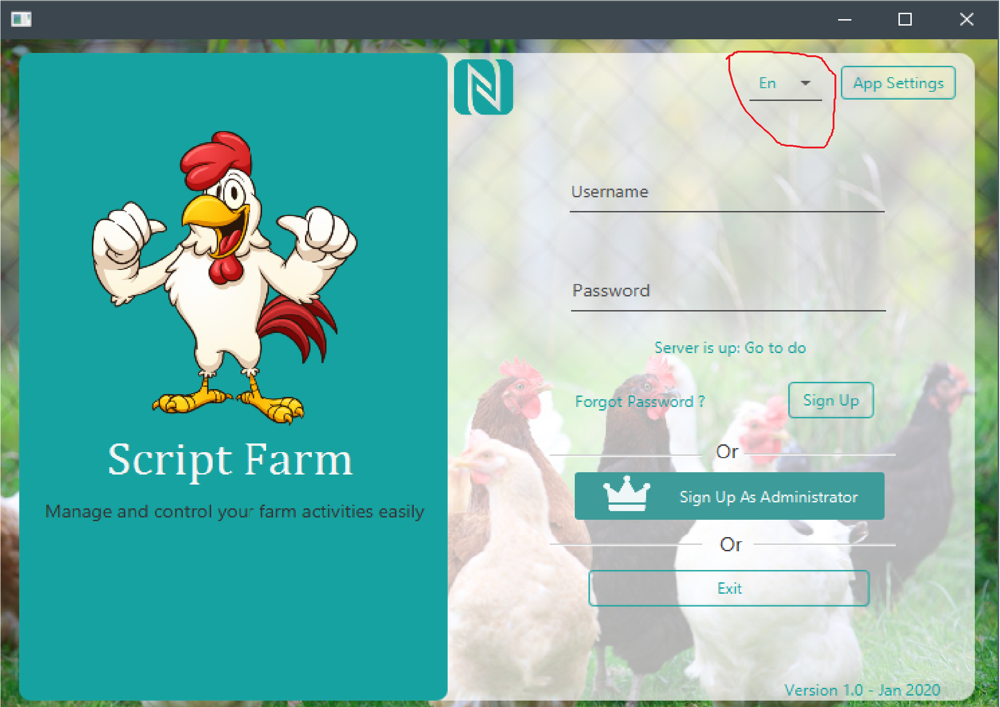 En
App Settings
Username
Password
Server is up: Go to do
Forgot Password ?
Sign Up
Or
Sign Up As Administrator
Or
Exit
Version 1.0 - Jan 2020
Script Farm
Manage and control your farm activities easily